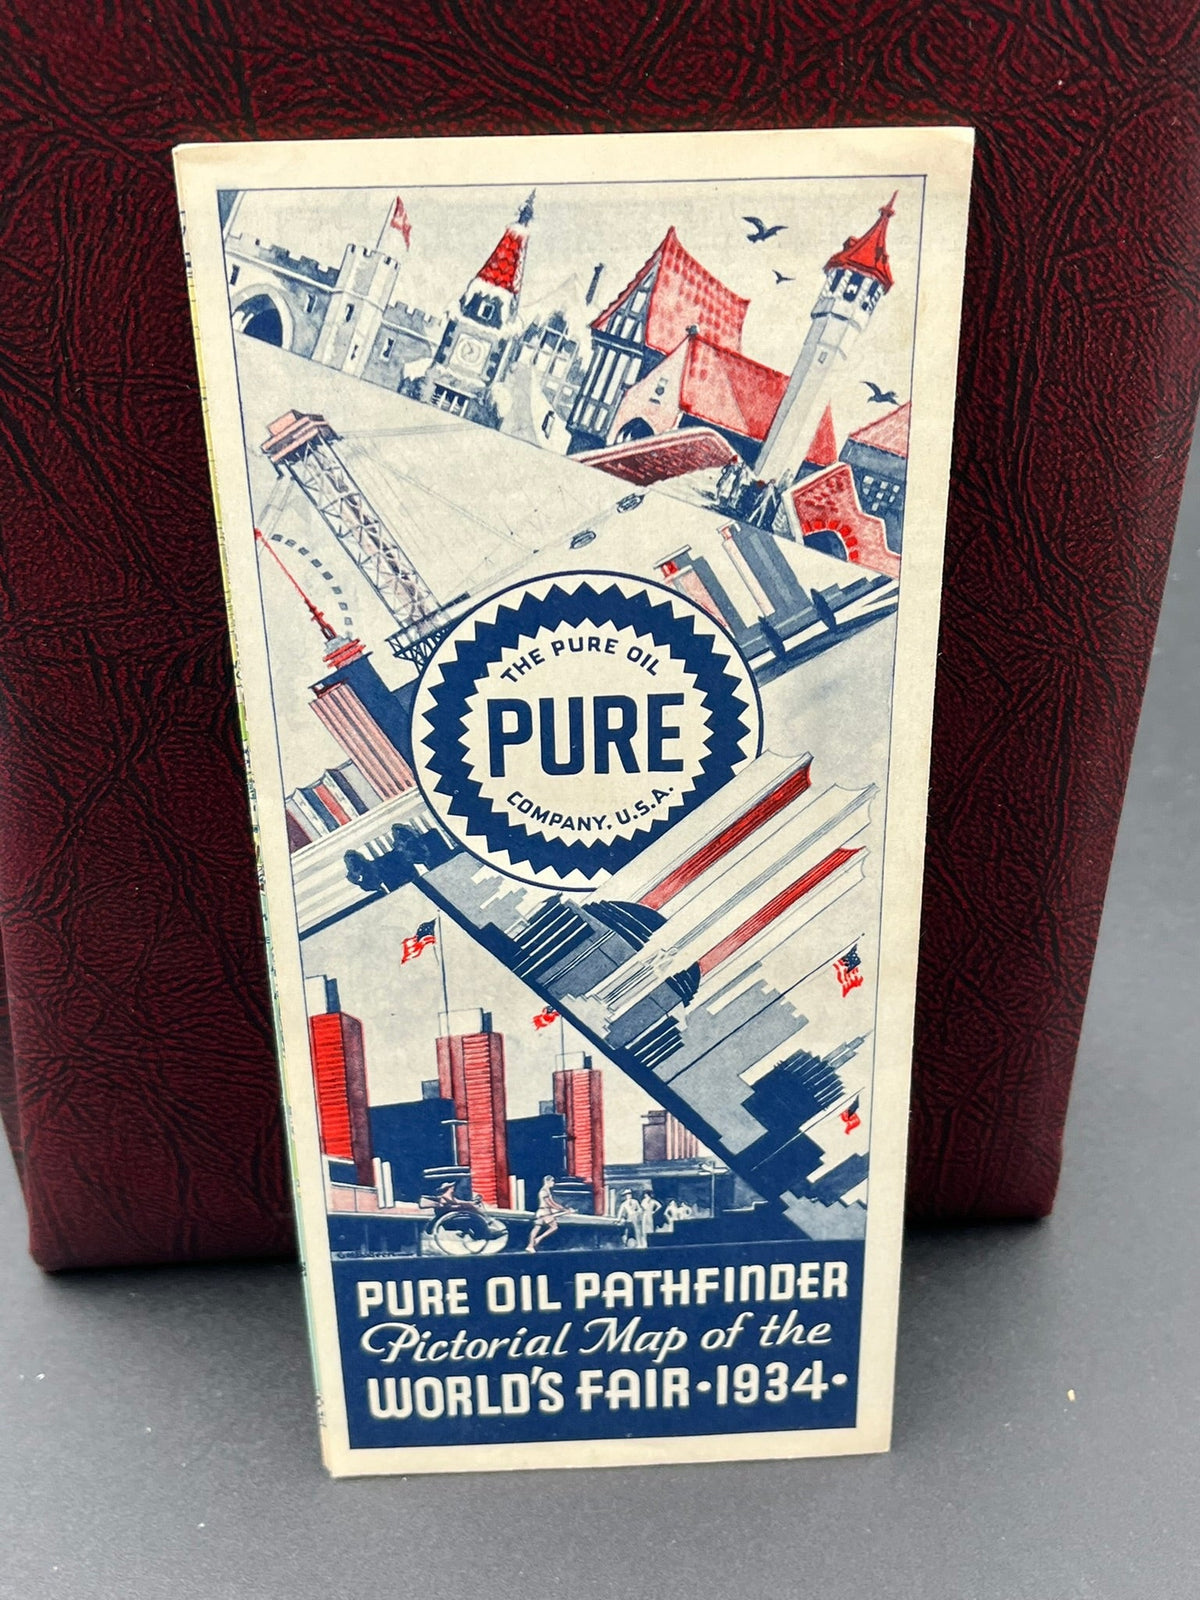 THE PURE OIL
PURE
COMPANY, U.S.A.
PURE OIL PATHFINDER
Pictorial Map of the
WORLD'S FAIR·1934·